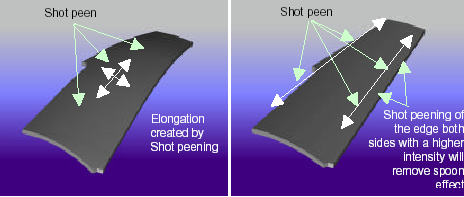 Shot peen
Elongation
created by
Shot peening
Shot peen
Shot peening of
the edge both
sides with a higher
intensity will
remove spoon
effect